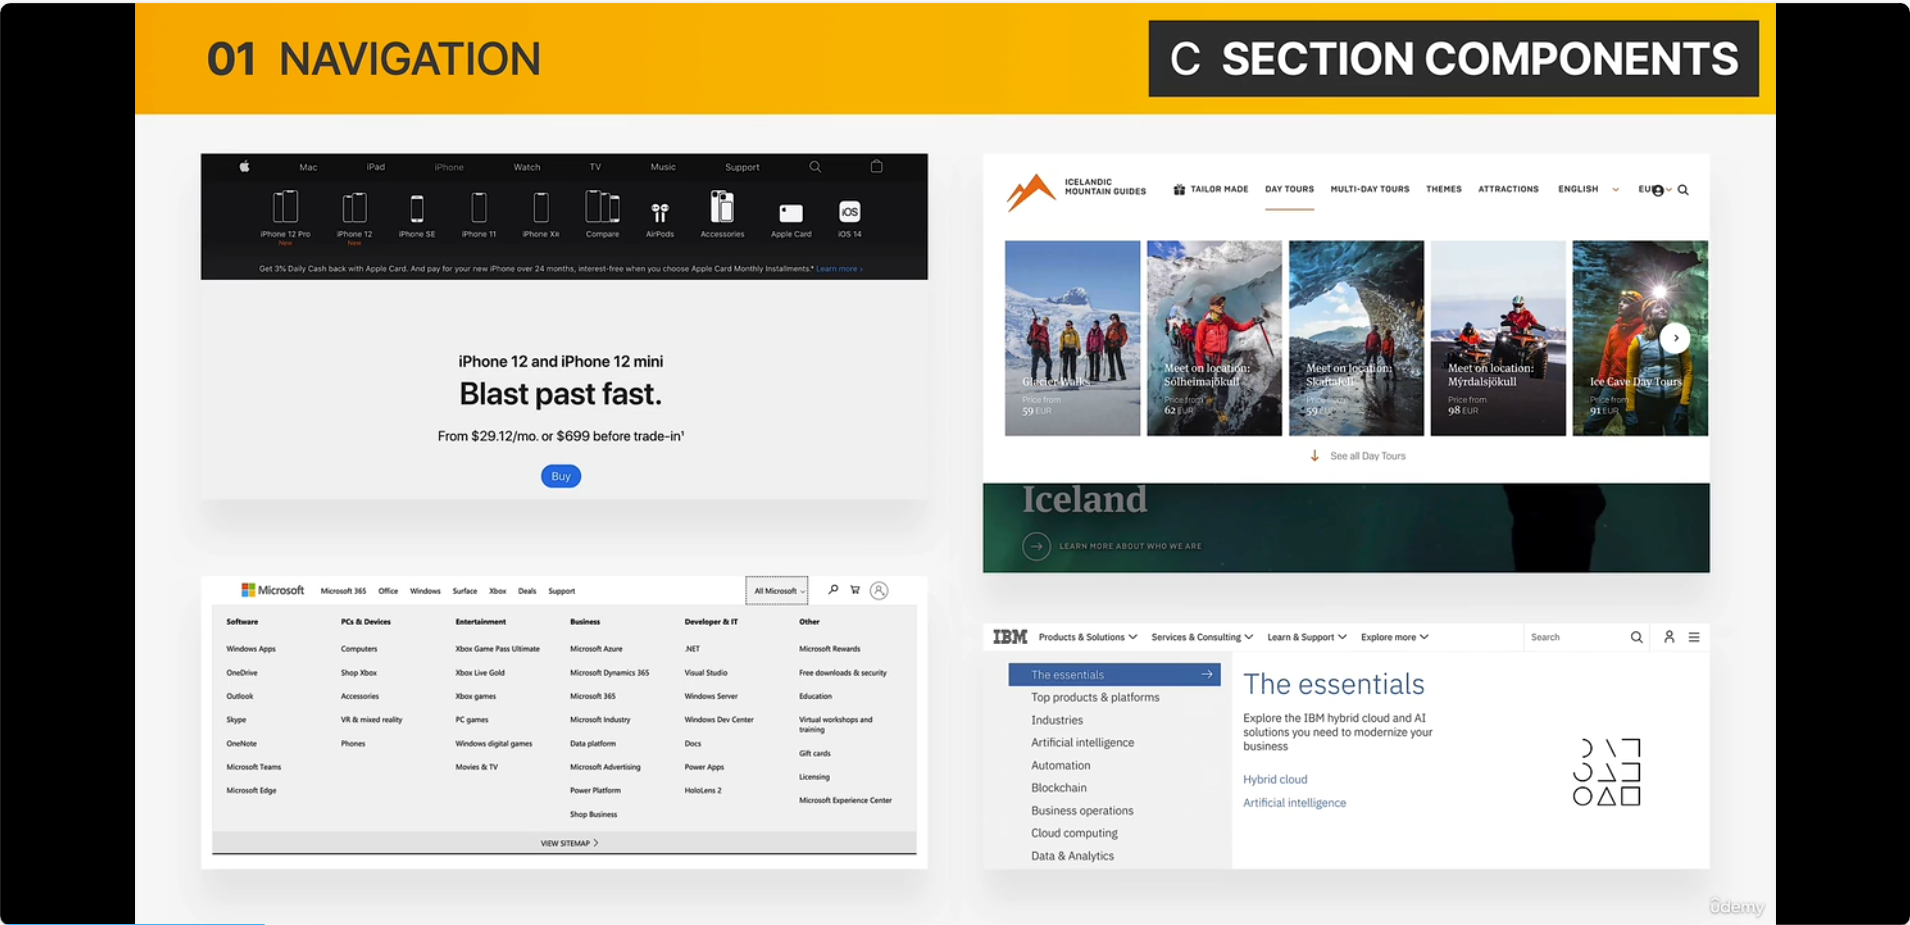 01 NAVIGATION
C SECTION COMPONENTS
Mac iPad iPhone Watch TV Music Support
iPhone 12 Pro iPhone 12 iPhone SE iPhone 11 iPhone XR Compare AirPods Accessories Apple Card iOS 14
New New
iOS
Get 3% Daily Cash back with Apple Card. And pay for your new iPhone over 24 months, interest-free when you choose Apple Card Monthly Installments.* Learn more ›
iPhone 12 and iPhone 12 mini
Blast past fast.
From $29.12/mo. or $699 before trade-in¹
Buy
ICELANDIC
MOUNTAIN GUIDES
TAILOR MADE DAY TOURS MULTI-DAY TOURS THEMES ATTRACTIONS ENGLISH EUR
Glacier Walks
Price from
59 EUR
Meet on location:
Sólheimajökull
Price from
62 EUR
Meet on location:
Skaftafell
Price from
59 EUR
Meet on location:
Mýrdalsjökull
Price from
98 EUR
Ice Cave Day Tours
Price from
91 EUR
See all Day Tours
Iceland
LEARN MORE ABOUT WHO WE ARE
Microsoft Microsoft 365 Office Windows Surface Xbox Deals Support All Microsoft
Software
Windows Apps
OneDrive
Outlook
Skype
OneNote
Microsoft Teams
Microsoft Edge
PCs & Devices
Computers
Shop Xbox
Accessories
VR & mixed reality
Phones
Entertainment
Xbox Game Pass Ultimate
Xbox Live Gold
Xbox games
PC games
Windows digital games
Movies & TV
Business
Microsoft Azure
Microsoft Dynamics 365
Microsoft 365
Microsoft Industry
Data platform
Microsoft Advertising
Power Platform
Shop Business
Developer & IT
.NET
Visual Studio
Windows Server
Windows Dev Center
Docs
Power Apps
HoloLens 2
Other
Microsoft Rewards
Free downloads & security
Education
Virtual workshops and
training
Gift cards
Licensing
Microsoft Experience Center
VIEW SITEMAP
IBM Products & Solutions Services & Consulting Learn & Support Explore more Search
The essentials
Top products & platforms
Industries
Artificial intelligence
Automation
Blockchain
Business operations
Cloud computing
Data & Analytics
The essentials
Explore the IBM hybrid cloud and AI
solutions you need to modernize your
business
Hybrid cloud
Artificial intelligence
ûdemy